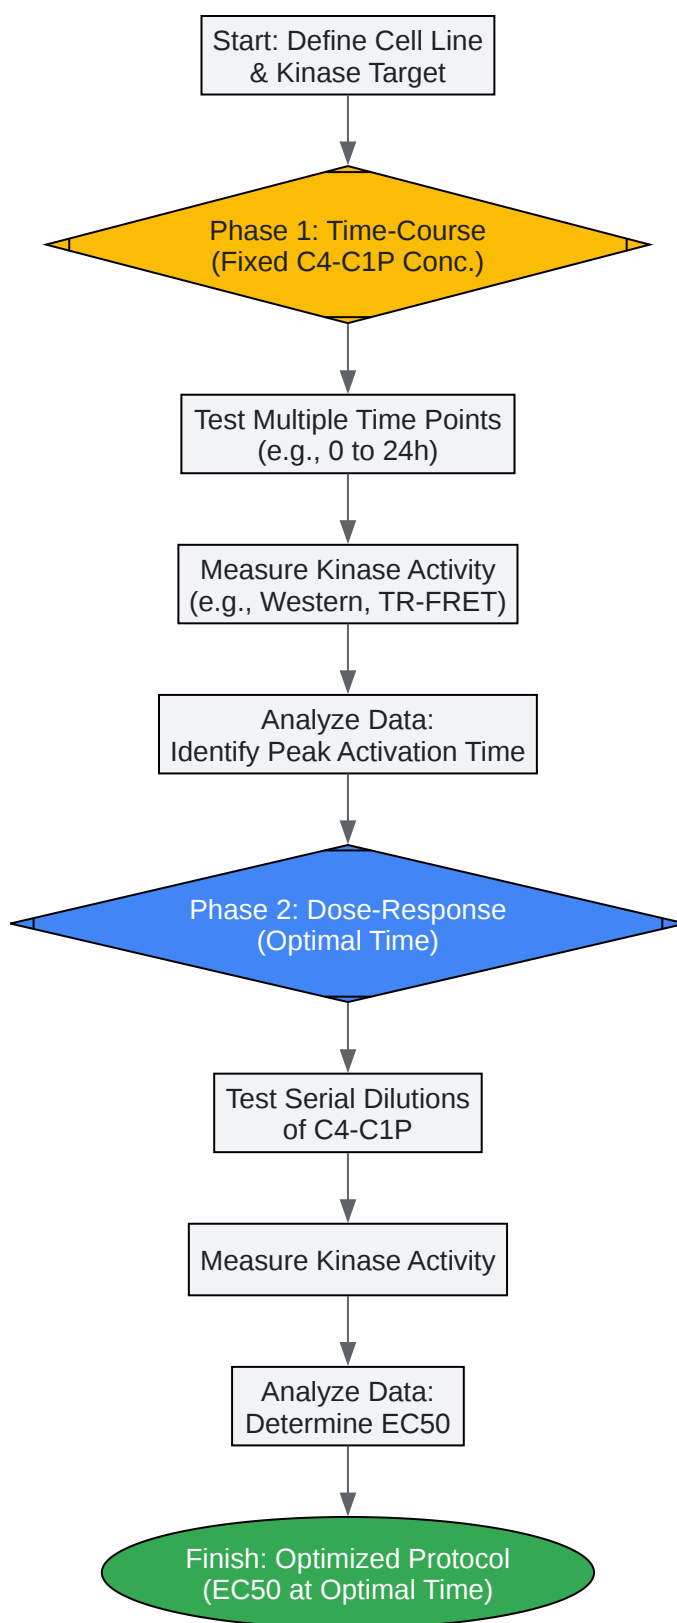 Start: Define Cell Line
& Kinase Target
Phase 1: Time-Course
(Fixed C4-C1P Conc.)
Test Multiple Time Points
(e.g., 0 to 24h)
Measure Kinase Activity
(e.g., Western, TR-FRET)
Analyze Data:
Identify Peak Activation Time
Phase 2: Dose-Response
(Optimal Time)
Test Serial Dilutions
of C4-C1P
Measure Kinase Activity
Analyze Data:
Determine EC50
Finish: Optimized Protocol
(EC50 at Optimal Time)